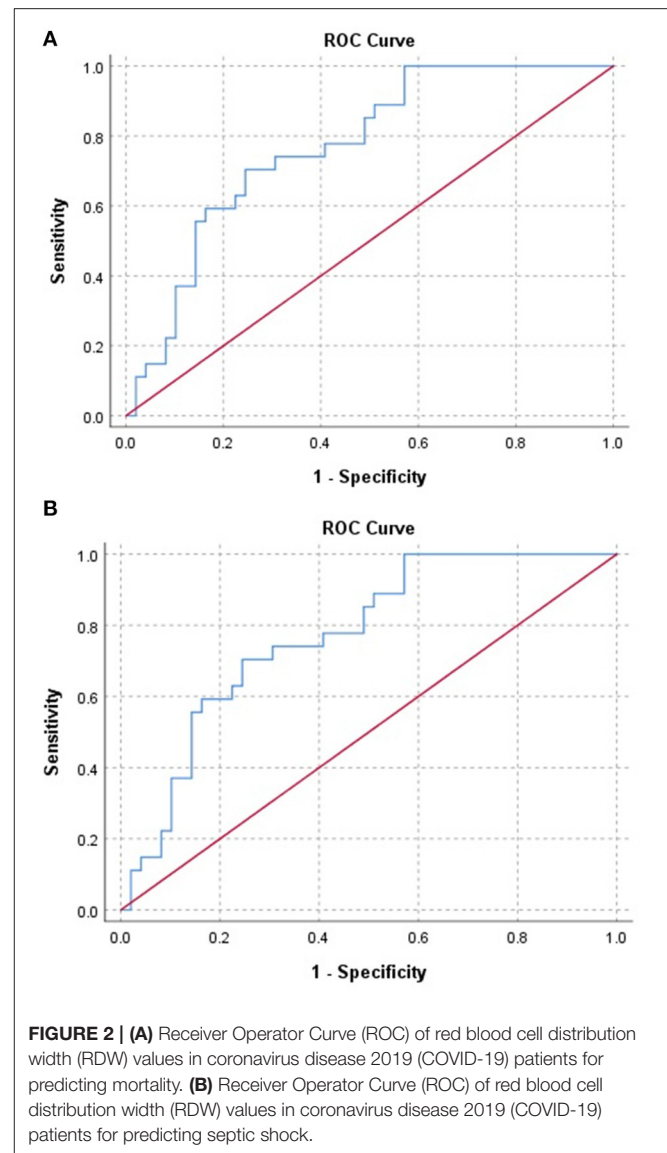 A
ROC Curve
1.0
0.8
0.6
0.4
0.2
0.0
Sensitivity
0.0 0.2 0.4 0.6 0.8 1.0
1 - Specificity
B
ROC Curve
1.0
0.8
0.6
0.4
0.2
0.0
Sensitivity
0.0 0.2 0.4 0.6 0.8 1.0
1 - Specificity
FIGURE 2 | (A) Receiver Operator Curve (ROC) of red blood cell distribution
width (RDW) values in coronavirus disease 2019 (COVID-19) patients for
predicting mortality. (B) Receiver Operator Curve (ROC) of red blood cell
distribution width (RDW) values in coronavirus disease 2019 (COVID-19)
patients for predicting septic shock.